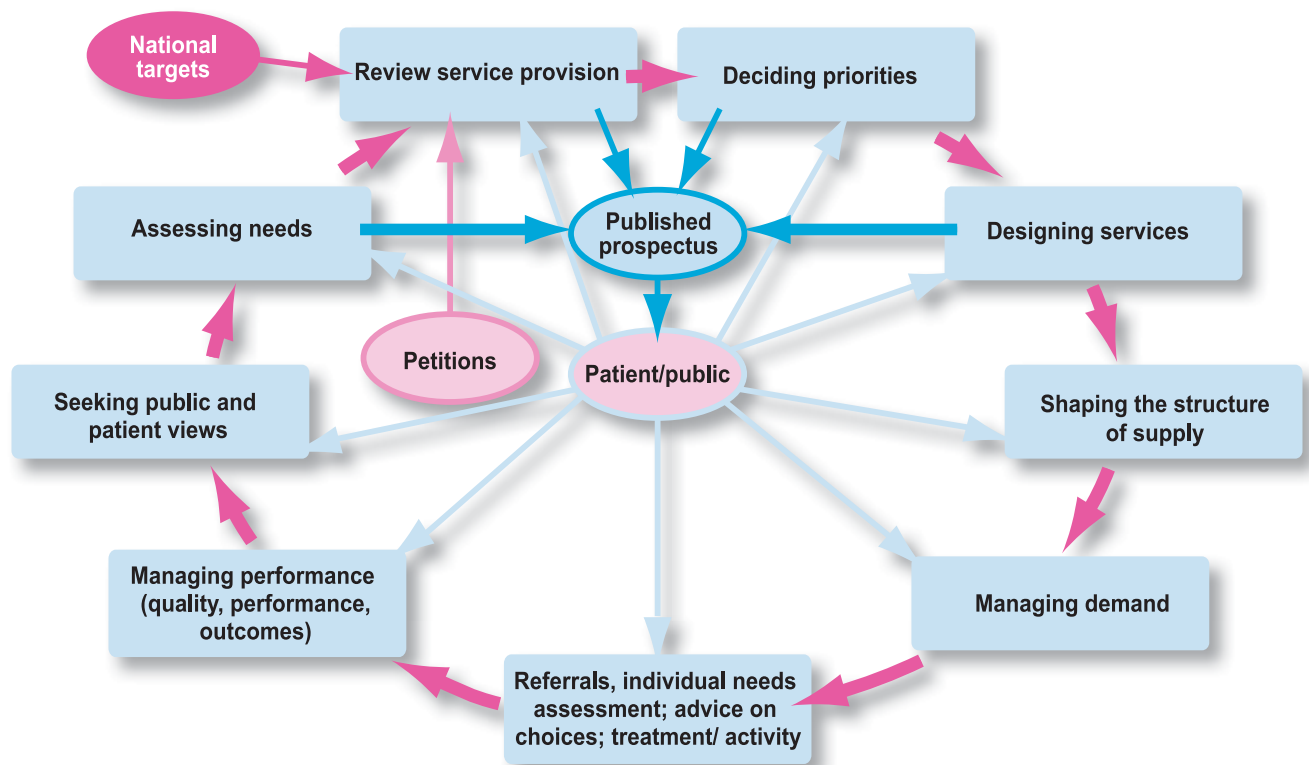 National
targets
Review service provision
Deciding priorities
Assessing needs
Published
prospectus
Designing services
Petitions
Patient/public
Seeking public and
patient views
Shaping the structure
of supply
Managing performance
(quality, performance,
outcomes)
Managing demand
Referrals, individual needs
assessment; advice on
choices; treatment/ activity